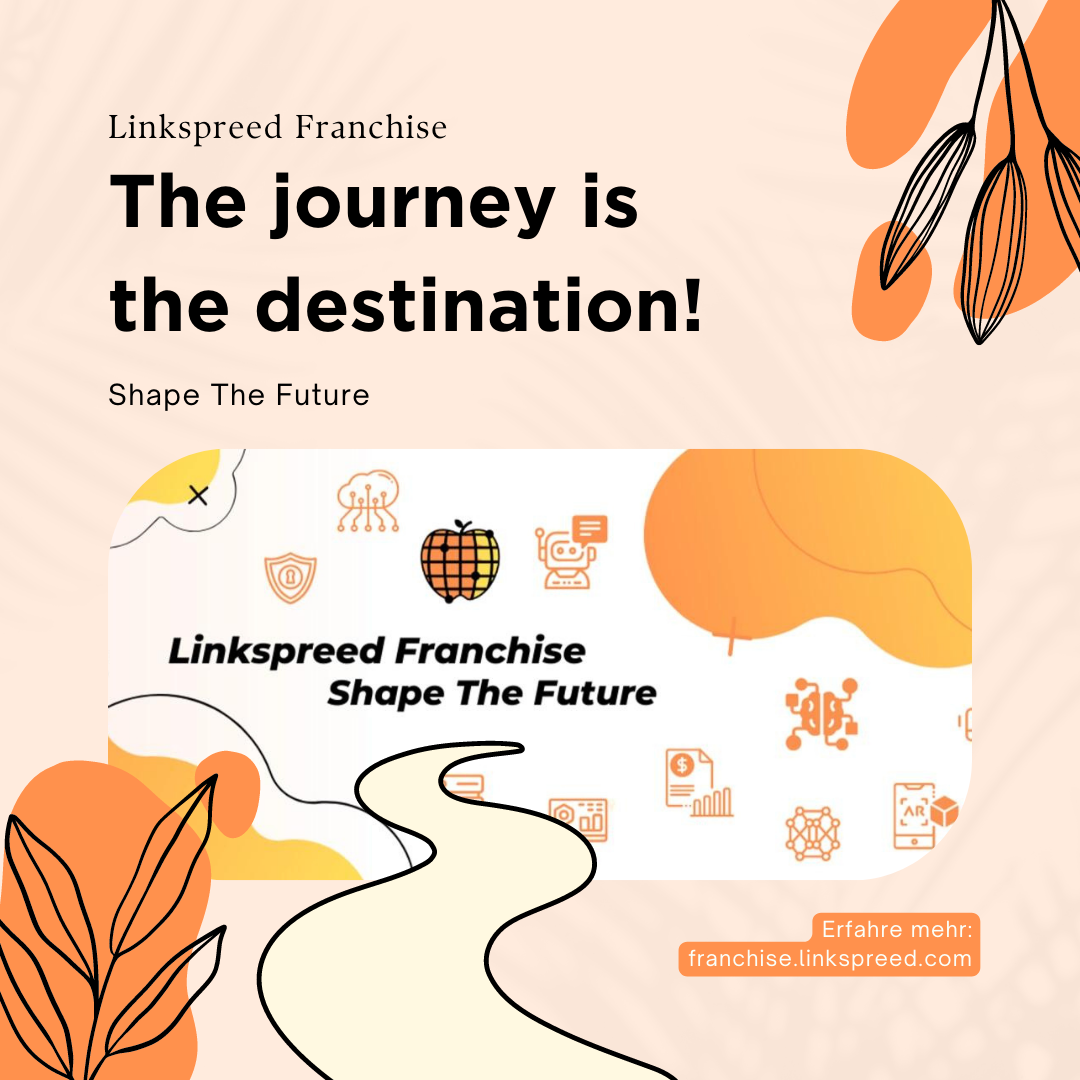 Linkspreed Franchise
The journey is
the destination!
Shape The Future
Linkspreed Franchise
Shape The Future
AR
Erfahre mehr:
franchise.linkspreed.com